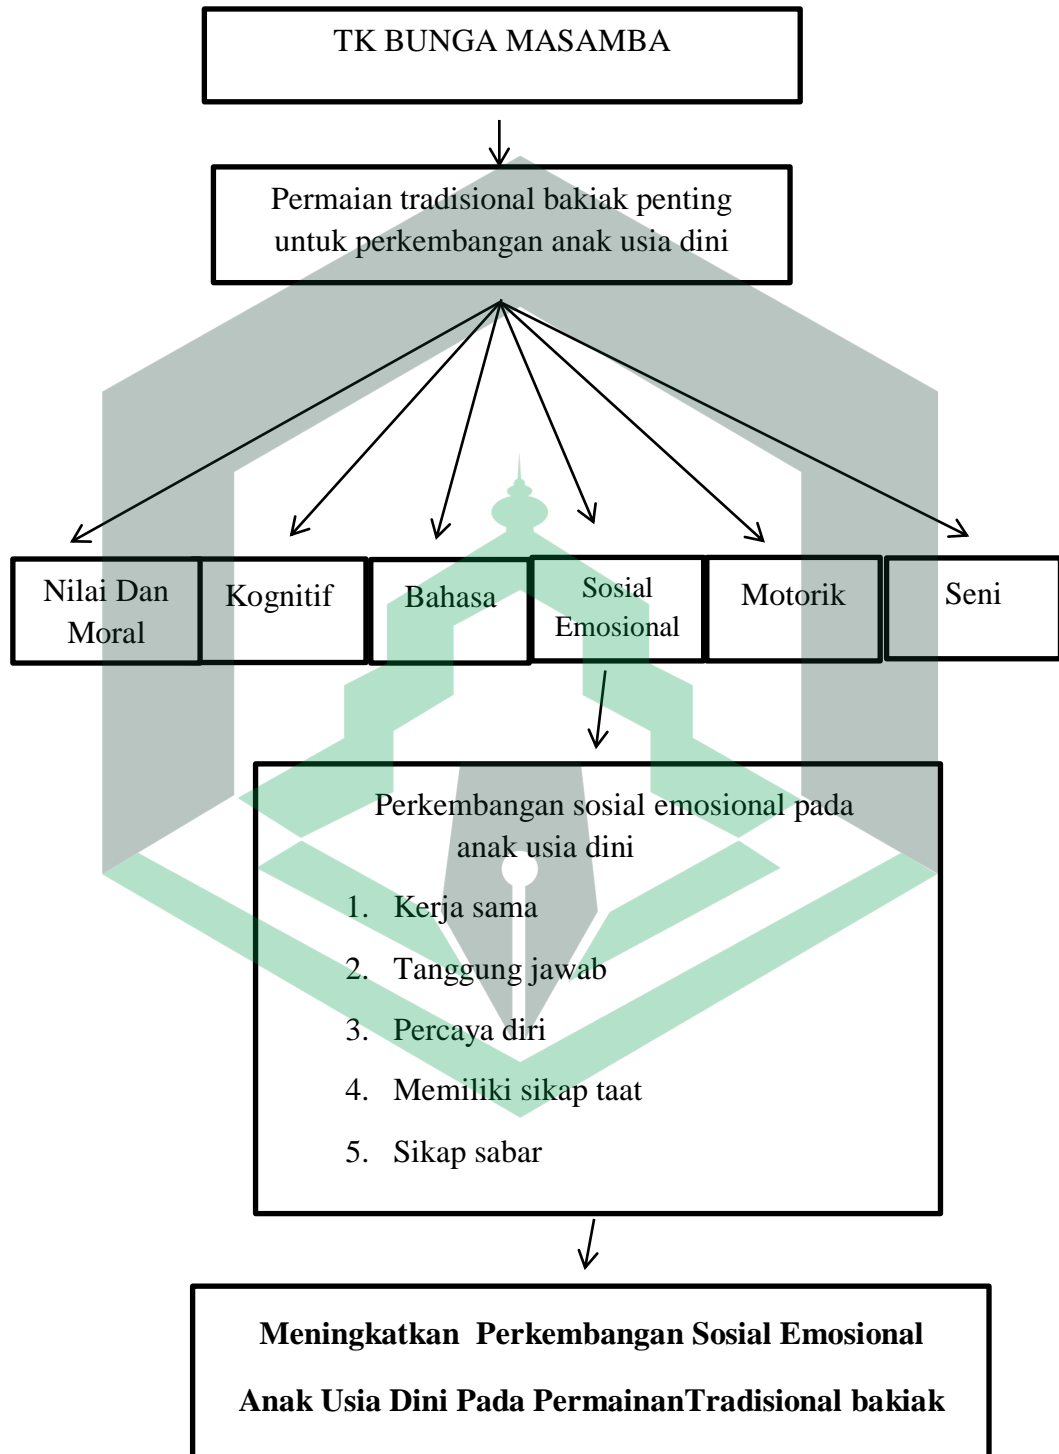 TK BUNGA MASAMBA
Permaian tradisional bakiak penting
untuk perkembangan anak usia dini
Nilai Dan
Moral
Kognitif
Bahasa
Sosial
Emosional
Motorik
Seni
Perkembangan sosial emosional pada
anak usia dini
1. Kerja sama
2. Tanggung jawab
3. Percaya diri
4. Memiliki sikap taat
5. Sikap sabar
Meningkatkan Perkembangan Sosial Emosional
Anak Usia Dini Pada PermainanTradisional bakiak